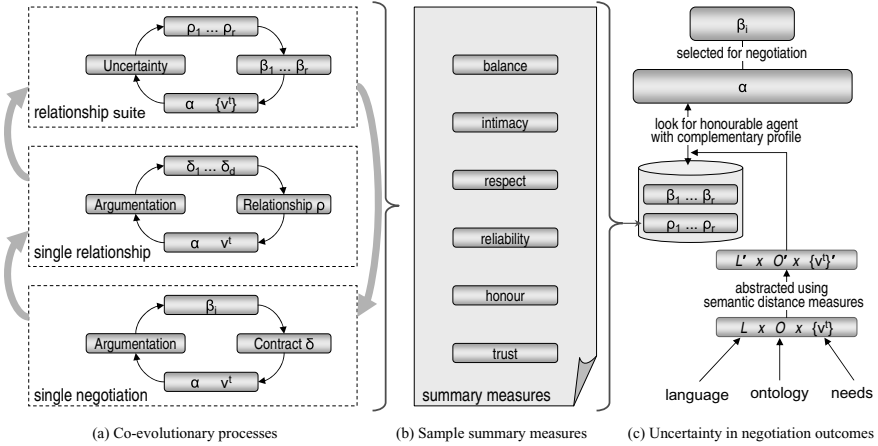 ρ₁ ... ρᵣ
Uncertainty
β₁ ... βᵣ
α {vᵗ}
relationship suite
δ₁ ... δ_d
Argumentation
Relationship ρ
α vᵗ
single relationship
βᵢ
Argumentation
Contract δ
α vᵗ
single negotiation
(a) Co-evolutionary processes
balance
intimacy
respect
reliability
honour
trust
summary measures
(b) Sample summary measures
βᵢ
selected for negotiation
α
look for honourable agent
with complementary profile
β₁ ... βᵣ
ρ₁ ... ρᵣ
L′ x O′ x {vᵗ}′
abstracted using
semantic distance measures
L x O x {vᵗ}
language
ontology
needs
(c) Uncertainty in negotiation outcomes